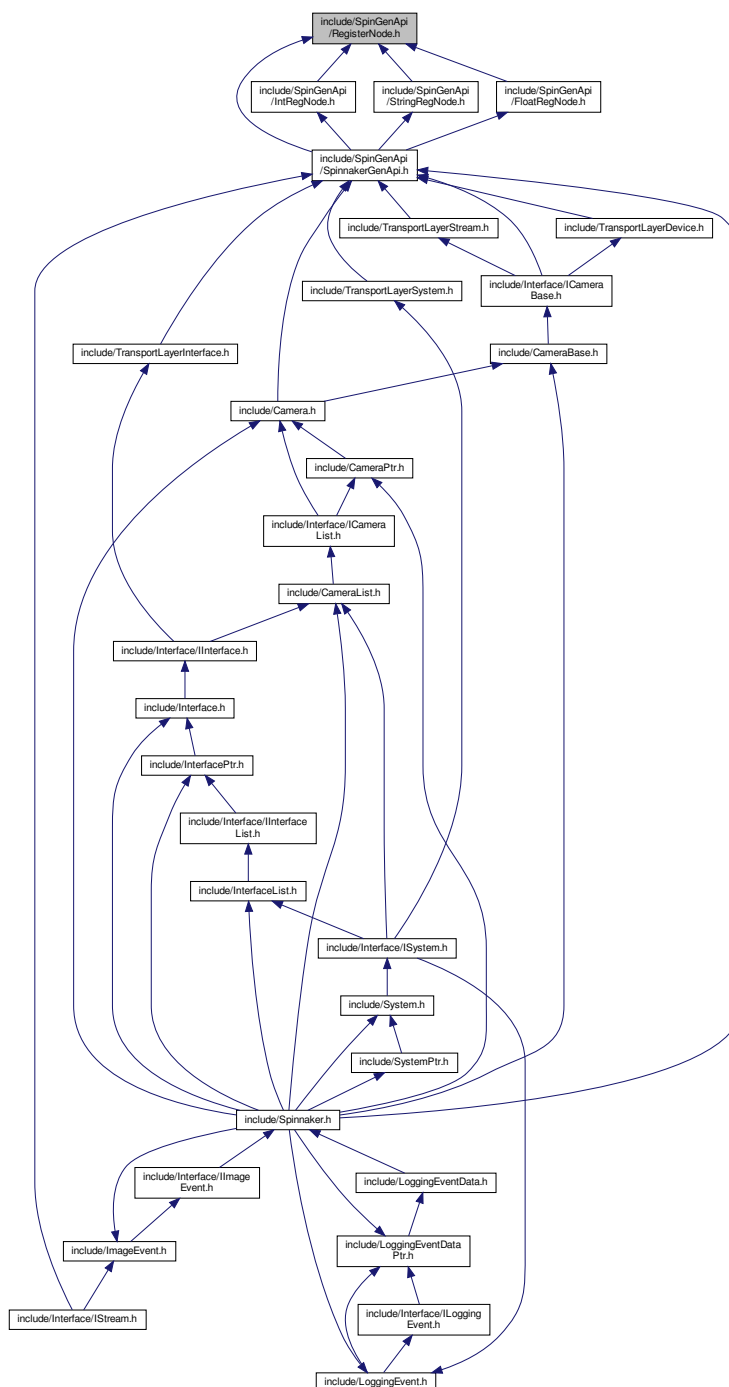 include/SpinGenApi
/RegisterNode.h
include/SpinGenApi
/IntRegNode.h
include/SpinGenApi
/StringRegNode.h
include/SpinGenApi
/FloatRegNode.h
include/SpinGenApi
/SpinnakerGenApi.h
include/TransportLayerStream.h
include/TransportLayerDevice.h
include/TransportLayerSystem.h
include/Interface/ICamera
Base.h
include/TransportLayerInterface.h
include/CameraBase.h
include/Camera.h
include/CameraPtr.h
include/Interface/ICamera
List.h
include/CameraList.h
include/Interface/IInterface.h
include/Interface.h
include/InterfacePtr.h
include/Interface/IInterface
List.h
include/InterfaceList.h
include/Interface/ISystem.h
include/System.h
include/SystemPtr.h
include/Spinnaker.h
include/Interface/IImage
Event.h
include/LoggingEventData.h
include/ImageEvent.h
include/LoggingEventData
Ptr.h
include/Interface/IStream.h
include/Interface/ILogging
Event.h
include/LoggingEvent.h